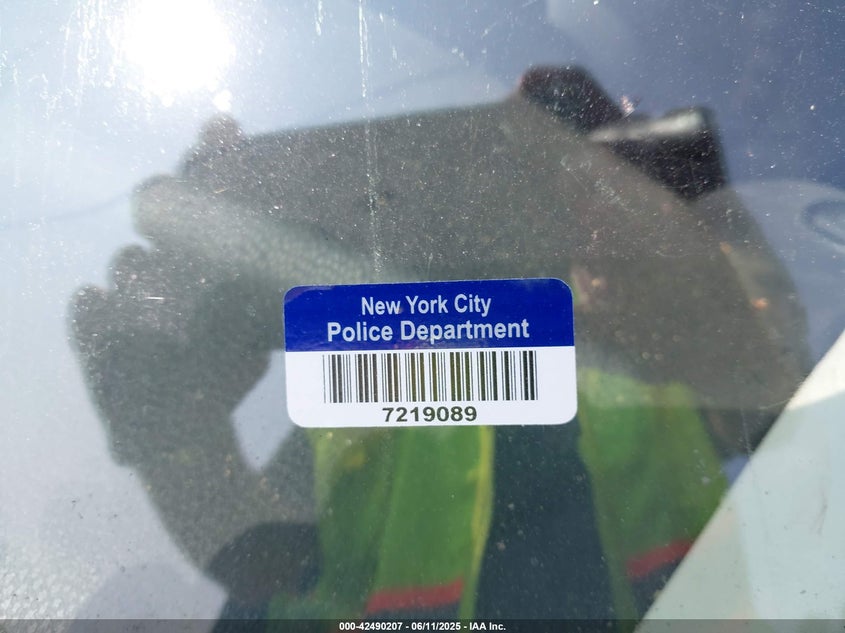 New York City
Police Department
7219089
000-42490207 - 06/11/2025 - IAA Inc.